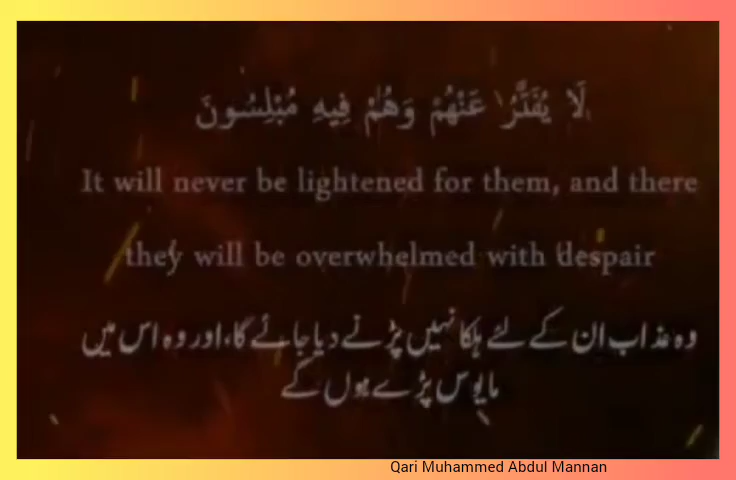 لَا يُفَتَّرُ عَنْهُمْ وَهُمْ فِيهِ مُبْلِسُونَ
It will never be lightened for them, and there
they will be overwhelmed with despair
وہ عذاب ان کے لئے ہلکا نہیں پڑنے دیا جائے گا، اور وہ اس میں
مایوس پڑے ہوں گے
Qari Muhammed Abdul Mannan